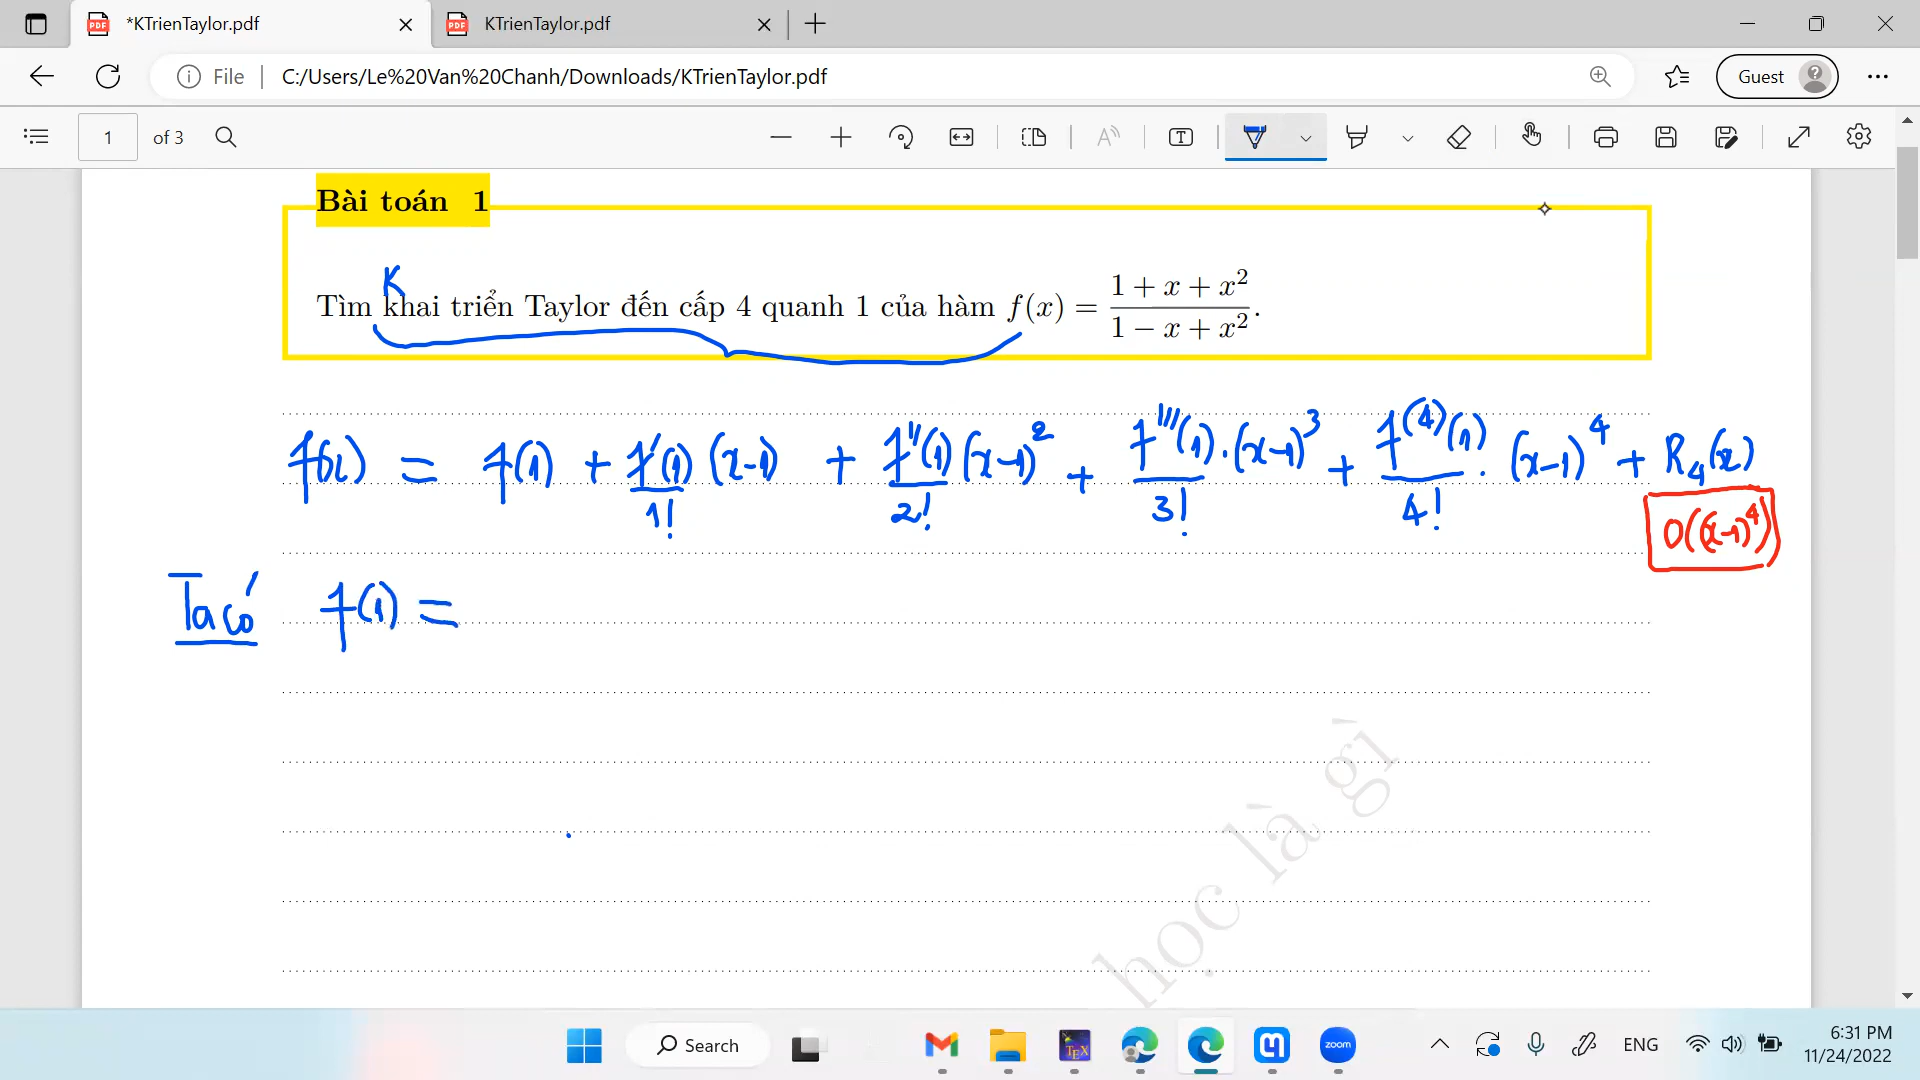 *KTrienTaylor.pdf
KTrienTaylor.pdf
File
C:/Users/Le%20Van%20Chanh/Downloads/KTrienTaylor.pdf
Guest
1 of 3
Bài toán 1
K
Tìm khai triển Taylor đến cấp 4 quanh 1 của hàm f(x) = (1 + x + x²)/(1 − x + x²).
f(x) = f(1) + f'(1)/1! (x-1) + f''(1)/2! (x-1)² + f'''(1)/3! · (x-1)³ + f⁽⁴⁾(1)/4! · (x-1)⁴ + R₄(x)
O((x-1)⁴)
Ta có f(1) =
học là gì
Search
TEX
zoom
ENG
6:31 PM
11/24/2022